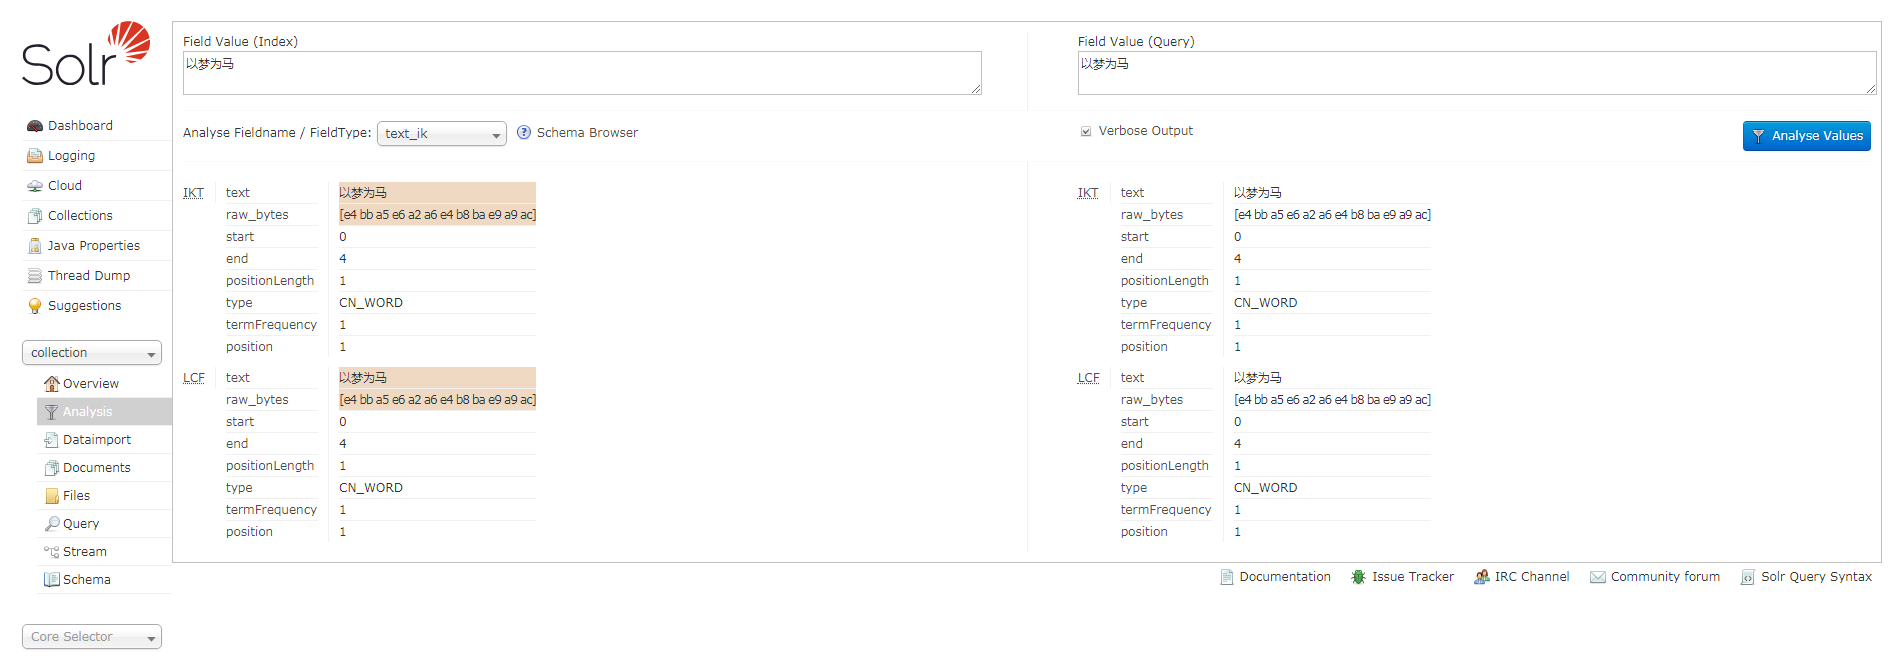 Solr
Dashboard
Logging
Cloud
Collections
Java Properties
Thread Dump
Suggestions
collection
Overview
Analysis
Dataimport
Documents
Files
Query
Stream
Schema
Core Selector
Field Value (Index)
以梦为马
Field Value (Query)
以梦为马
Analyse Fieldname / FieldType: text_ik ? Schema Browser
Verbose Output
Analyse Values
IKT text 以梦为马
raw_bytes [e4 bb a5 e6 a2 a6 e4 b8 ba e9 a9 ac]
start 0
end 4
positionLength 1
type CN_WORD
termFrequency 1
position 1
LCF text 以梦为马
raw_bytes [e4 bb a5 e6 a2 a6 e4 b8 ba e9 a9 ac]
start 0
end 4
positionLength 1
type CN_WORD
termFrequency 1
position 1
IKT text 以梦为马
raw_bytes [e4 bb a5 e6 a2 a6 e4 b8 ba e9 a9 ac]
start 0
end 4
positionLength 1
type CN_WORD
termFrequency 1
position 1
LCF text 以梦为马
raw_bytes [e4 bb a5 e6 a2 a6 e4 b8 ba e9 a9 ac]
start 0
end 4
positionLength 1
type CN_WORD
termFrequency 1
position 1
Documentation Issue Tracker IRC Channel Community forum Solr Query Syntax